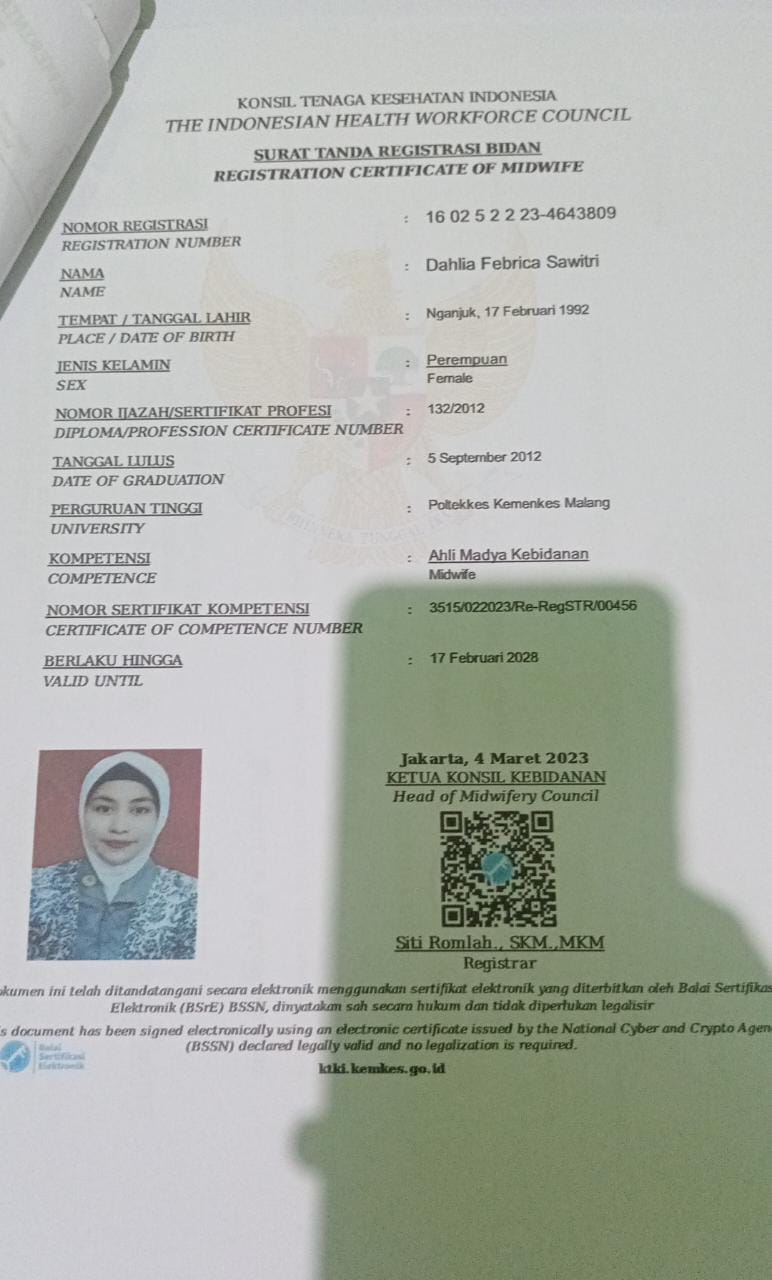 KONSIL TENAGA KESEHATAN INDONESIA
THE INDONESIAN HEALTH WORKFORCE COUNCIL
SURAT TANDA REGISTRASI BIDAN
REGISTRATION CERTIFICATE OF MIDWIFE
NOMOR REGISTRASI : 16 02 5 2 2 23-4643809
REGISTRATION NUMBER
NAMA : Dahlia Febrica Sawitri
NAME
TEMPAT / TANGGAL LAHIR : Nganjuk, 17 Februari 1992
PLACE / DATE OF BIRTH
JENIS KELAMIN : Perempuan
SEX Female
NOMOR IJAZAH/SERTIFIKAT PROFESI : 132/2012
DIPLOMA/PROFESSION CERTIFICATE NUMBER
TANGGAL LULUS : 5 September 2012
DATE OF GRADUATION
PERGURUAN TINGGI : Poltekkes Kemenkes Malang
UNIVERSITY
KOMPETENSI : Ahli Madya Kebidanan
COMPETENCE Midwife
NOMOR SERTIFIKAT KOMPETENSI : 3515/022023/Re-RegSTR/00456
CERTIFICATE OF COMPETENCE NUMBER
BERLAKU HINGGA : 17 Februari 2028
VALID UNTIL
Jakarta, 4 Maret 2023
KETUA KONSIL KEBIDANAN
Head of Midwifery Council
Siti Romlah., SKM.,MKM
Registrar
okumen ini telah ditandatangani secara elektronik menggunakan sertifikat elektronik yang diterbitkan oleh Balai Sertifikas
Elektronik (BSrE) BSSN, dinyatakan sah secara hukum dan tidak diperlukan legalisir
s document has been signed electronically using an electronic certificate issued by the National Cyber and Crypto Agen
(BSSN) declared legally valid and no legalization is required.
Balai
Sertifikasi
Elektronik
ktki.kemkes.go.id